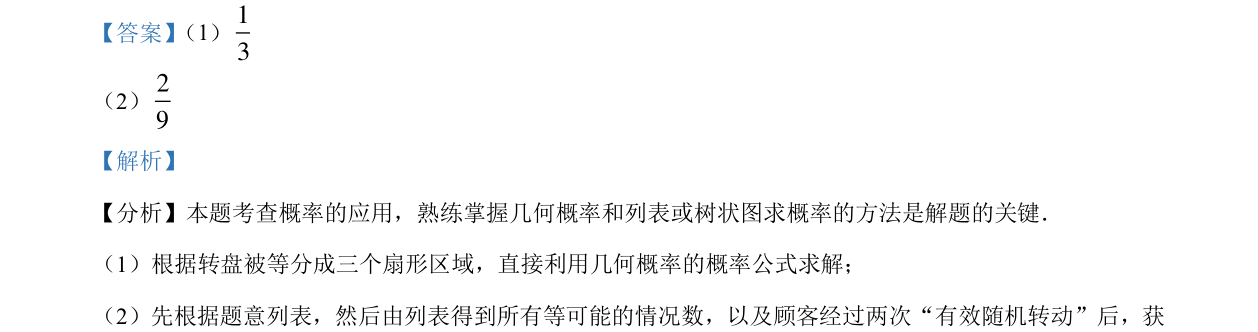 【答案】（1）1/3
（2）2/9
【解析】
【分析】本题考查概率的应用，熟练掌握几何概率和列表或树状图求概率的方法是解题的关键．
（1）根据转盘被等分成三个扇形区域，直接利用几何概率的概率公式求解；
（2）先根据题意列表，然后由列表得到所有等可能的情况数，以及顾客经过两次“有效随机转动”后，获